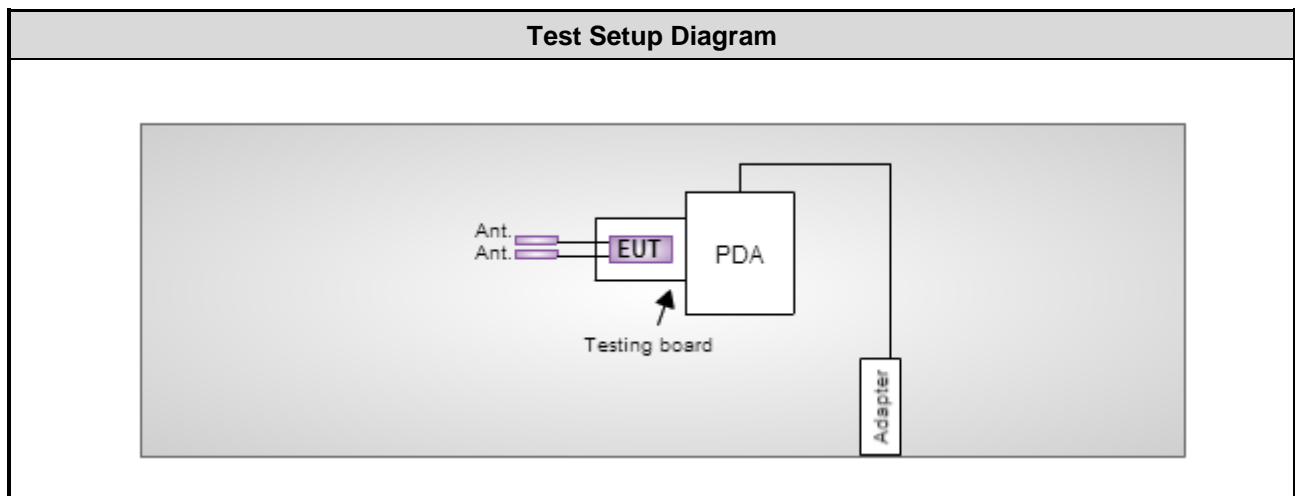 Test Setup Diagram
Ant.
Ant.
EUT
PDA
Testing board
Adapter